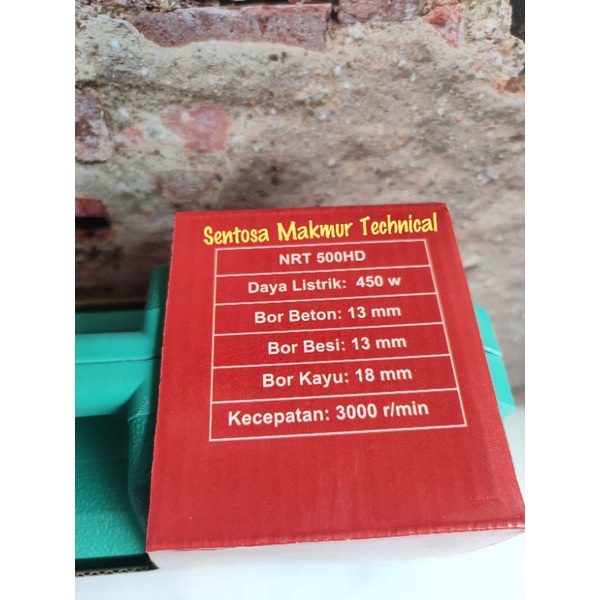 Sentosa Makmur Technical
NRT 500HD
Daya Listrik: 450 w
Bor Beton: 13 mm
Bor Besi: 13 mm
Bor Kayu: 18 mm
Kecepatan: 3000 r/min